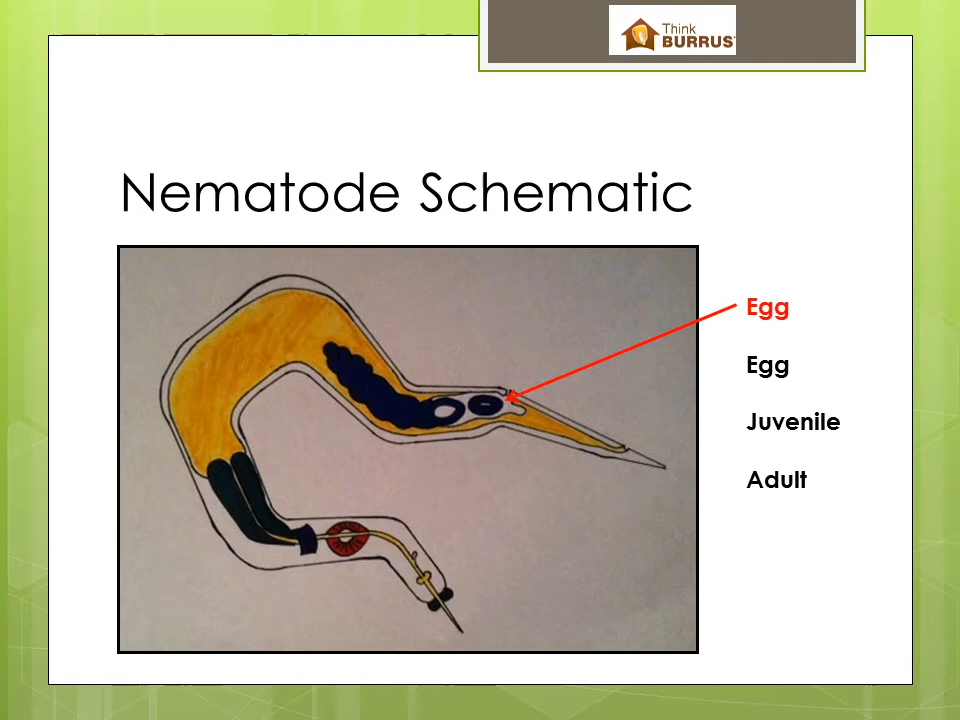 Think
BURRUS
Nematode Schematic
Egg
Egg
Juvenile
Adult